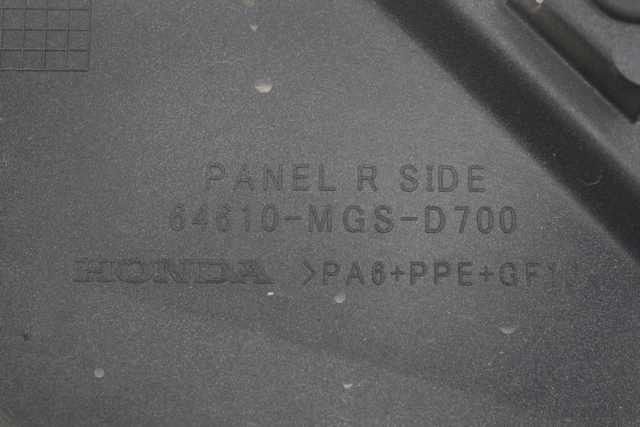 PANEL R SIDE
64610-MGS-D700
HONDA >PA6+PPE+GF10<